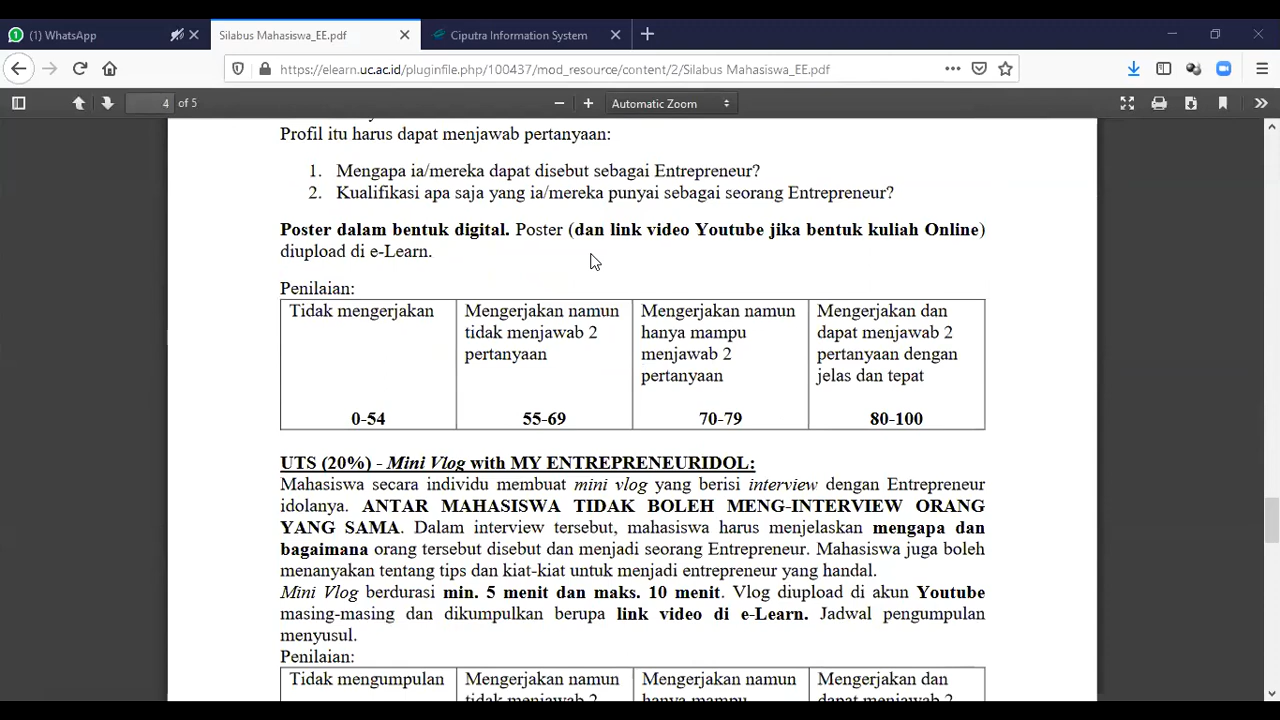 (1) WhatsApp
Silabus Mahasiswa_EE.pdf
Ciputra Information System
https://elearn.uc.ac.id/pluginfile.php/100437/mod_resource/content/2/Silabus Mahasiswa_EE.pdf
4 of 5
Automatic Zoom
Profil itu harus dapat menjawab pertanyaan:
1. Mengapa ia/mereka dapat disebut sebagai Entrepreneur?
2. Kualifikasi apa saja yang ia/mereka punyai sebagai seorang Entrepreneur?
Poster dalam bentuk digital. Poster (dan link video Youtube jika bentuk kuliah Online)
diupload di e-Learn.
Penilaian:
Tidak mengerjakan
0-54
Mengerjakan namun
tidak menjawab 2
pertanyaan
55-69
Mengerjakan namun
hanya mampu
menjawab 2
pertanyaan
70-79
Mengerjakan dan
dapat menjawab 2
pertanyaan dengan
jelas dan tepat
80-100
UTS (20%) - Mini Vlog with MY ENTREPRENEURIDOL:
Mahasiswa secara individu membuat mini vlog yang berisi interview dengan Entrepreneur
idolanya. ANTAR MAHASISWA TIDAK BOLEH MENG-INTERVIEW ORANG
YANG SAMA. Dalam interview tersebut, mahasiswa harus menjelaskan mengapa dan
bagaimana orang tersebut disebut dan menjadi seorang Entrepreneur. Mahasiswa juga boleh
menanyakan tentang tips dan kiat-kiat untuk menjadi entrepreneur yang handal.
Mini Vlog berdurasi min. 5 menit dan maks. 10 menit. Vlog diupload di akun Youtube
masing-masing dan dikumpulkan berupa link video di e-Learn. Jadwal pengumpulan
menyusul.
Penilaian:
Tidak mengumpulan
Mengerjakan namun
tidak menjawab 2
Mengerjakan namun
hanya mampu
Mengerjakan dan
dapat menjawab 2